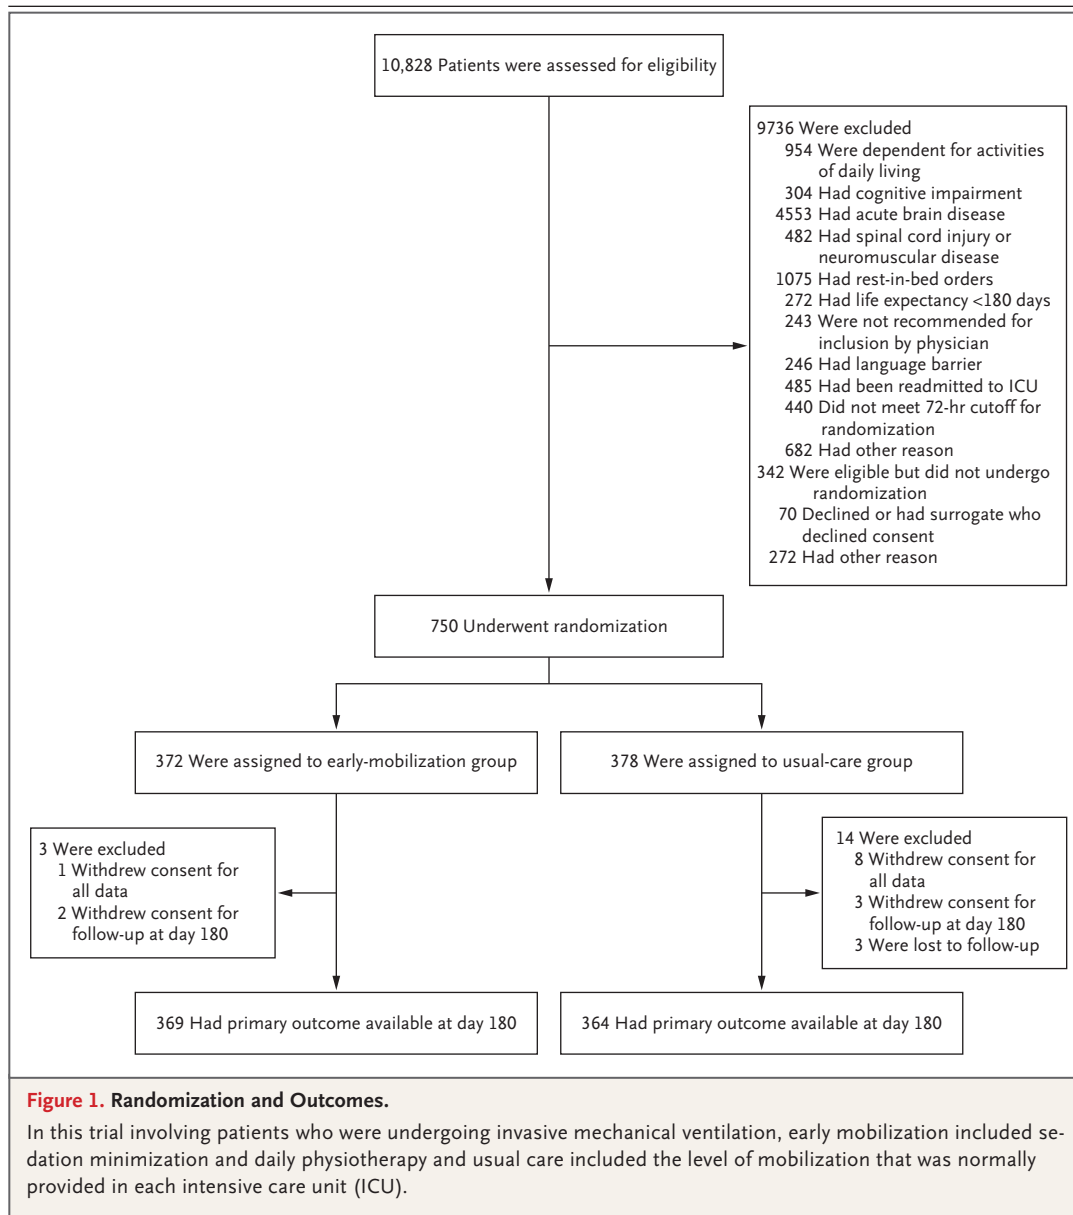 10,828 Patients were assessed for eligibility
9736 Were excluded
954 Were dependent for activities
of daily living
304 Had cognitive impairment
4553 Had acute brain disease
482 Had spinal cord injury or
neuromuscular disease
1075 Had rest-in-bed orders
272 Had life expectancy <180 days
243 Were not recommended for
inclusion by physician
246 Had language barrier
485 Had been readmitted to ICU
440 Did not meet 72-hr cutoff for
randomization
682 Had other reason
342 Were eligible but did not undergo
randomization
70 Declined or had surrogate who
declined consent
272 Had other reason
750 Underwent randomization
372 Were assigned to early-mobilization group
378 Were assigned to usual-care group
3 Were excluded
1 Withdrew consent for
all data
2 Withdrew consent for
follow-up at day 180
14 Were excluded
8 Withdrew consent for
all data
3 Withdrew consent for
follow-up at day 180
3 Were lost to follow-up
369 Had primary outcome available at day 180
364 Had primary outcome available at day 180
Figure 1. Randomization and Outcomes.
In this trial involving patients who were undergoing invasive mechanical ventilation, early mobilization included se-
dation minimization and daily physiotherapy and usual care included the level of mobilization that was normally
provided in each intensive care unit (ICU).